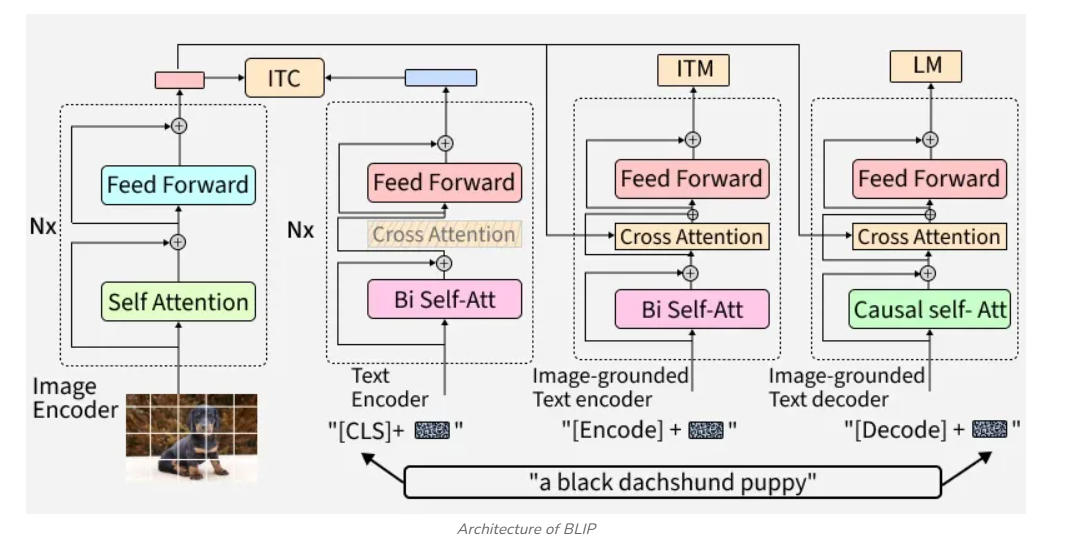 ITC
ITM
LM
Feed Forward
Self Attention
Nx
Image
Encoder
Nx
Feed Forward
Cross Attention
Bi Self-Att
Text
Encoder
"[CLS]+ "
Feed Forward
Cross Attention
Bi Self-Att
Image-grounded
Text encoder
"[Encode] + "
Feed Forward
Cross Attention
Causal self- Att
Image-grounded
Text decoder
"[Decode] + "
"a black dachshund puppy"
Architecture of BLIP